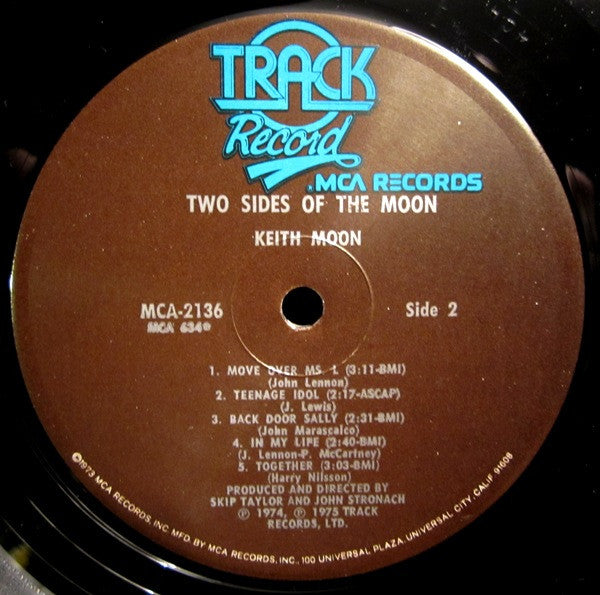 TRACK
Record
MCA RECORDS
TWO SIDES OF THE MOON
KEITH MOON
MCA-2136
MCA 634
Side 2
1. MOVE OVER MS L (3:11-BMI)
(John Lennon)
2. TEENAGE IDOL (2:17-ASCAP)
(J. Lewis)
3. BACK DOOR SALLY (2:31-BMI)
(John Marascalco)
4. IN MY LIFE (2:40-BMI)
(J. Lennon-P. McCartney)
5. TOGETHER (3:03-BMI)
(Harry Nilsson)
PRODUCED AND DIRECTED BY
SKIP TAYLOR AND JOHN STRONACH
℗ 1974, ℗ 1975 TRACK
RECORDS, LTD.
©1973 MCA RECORDS, INC. MFD. BY MCA RECORDS, INC., 100 UNIVERSAL PLAZA, UNIVERSAL CITY, CALIF. 91608